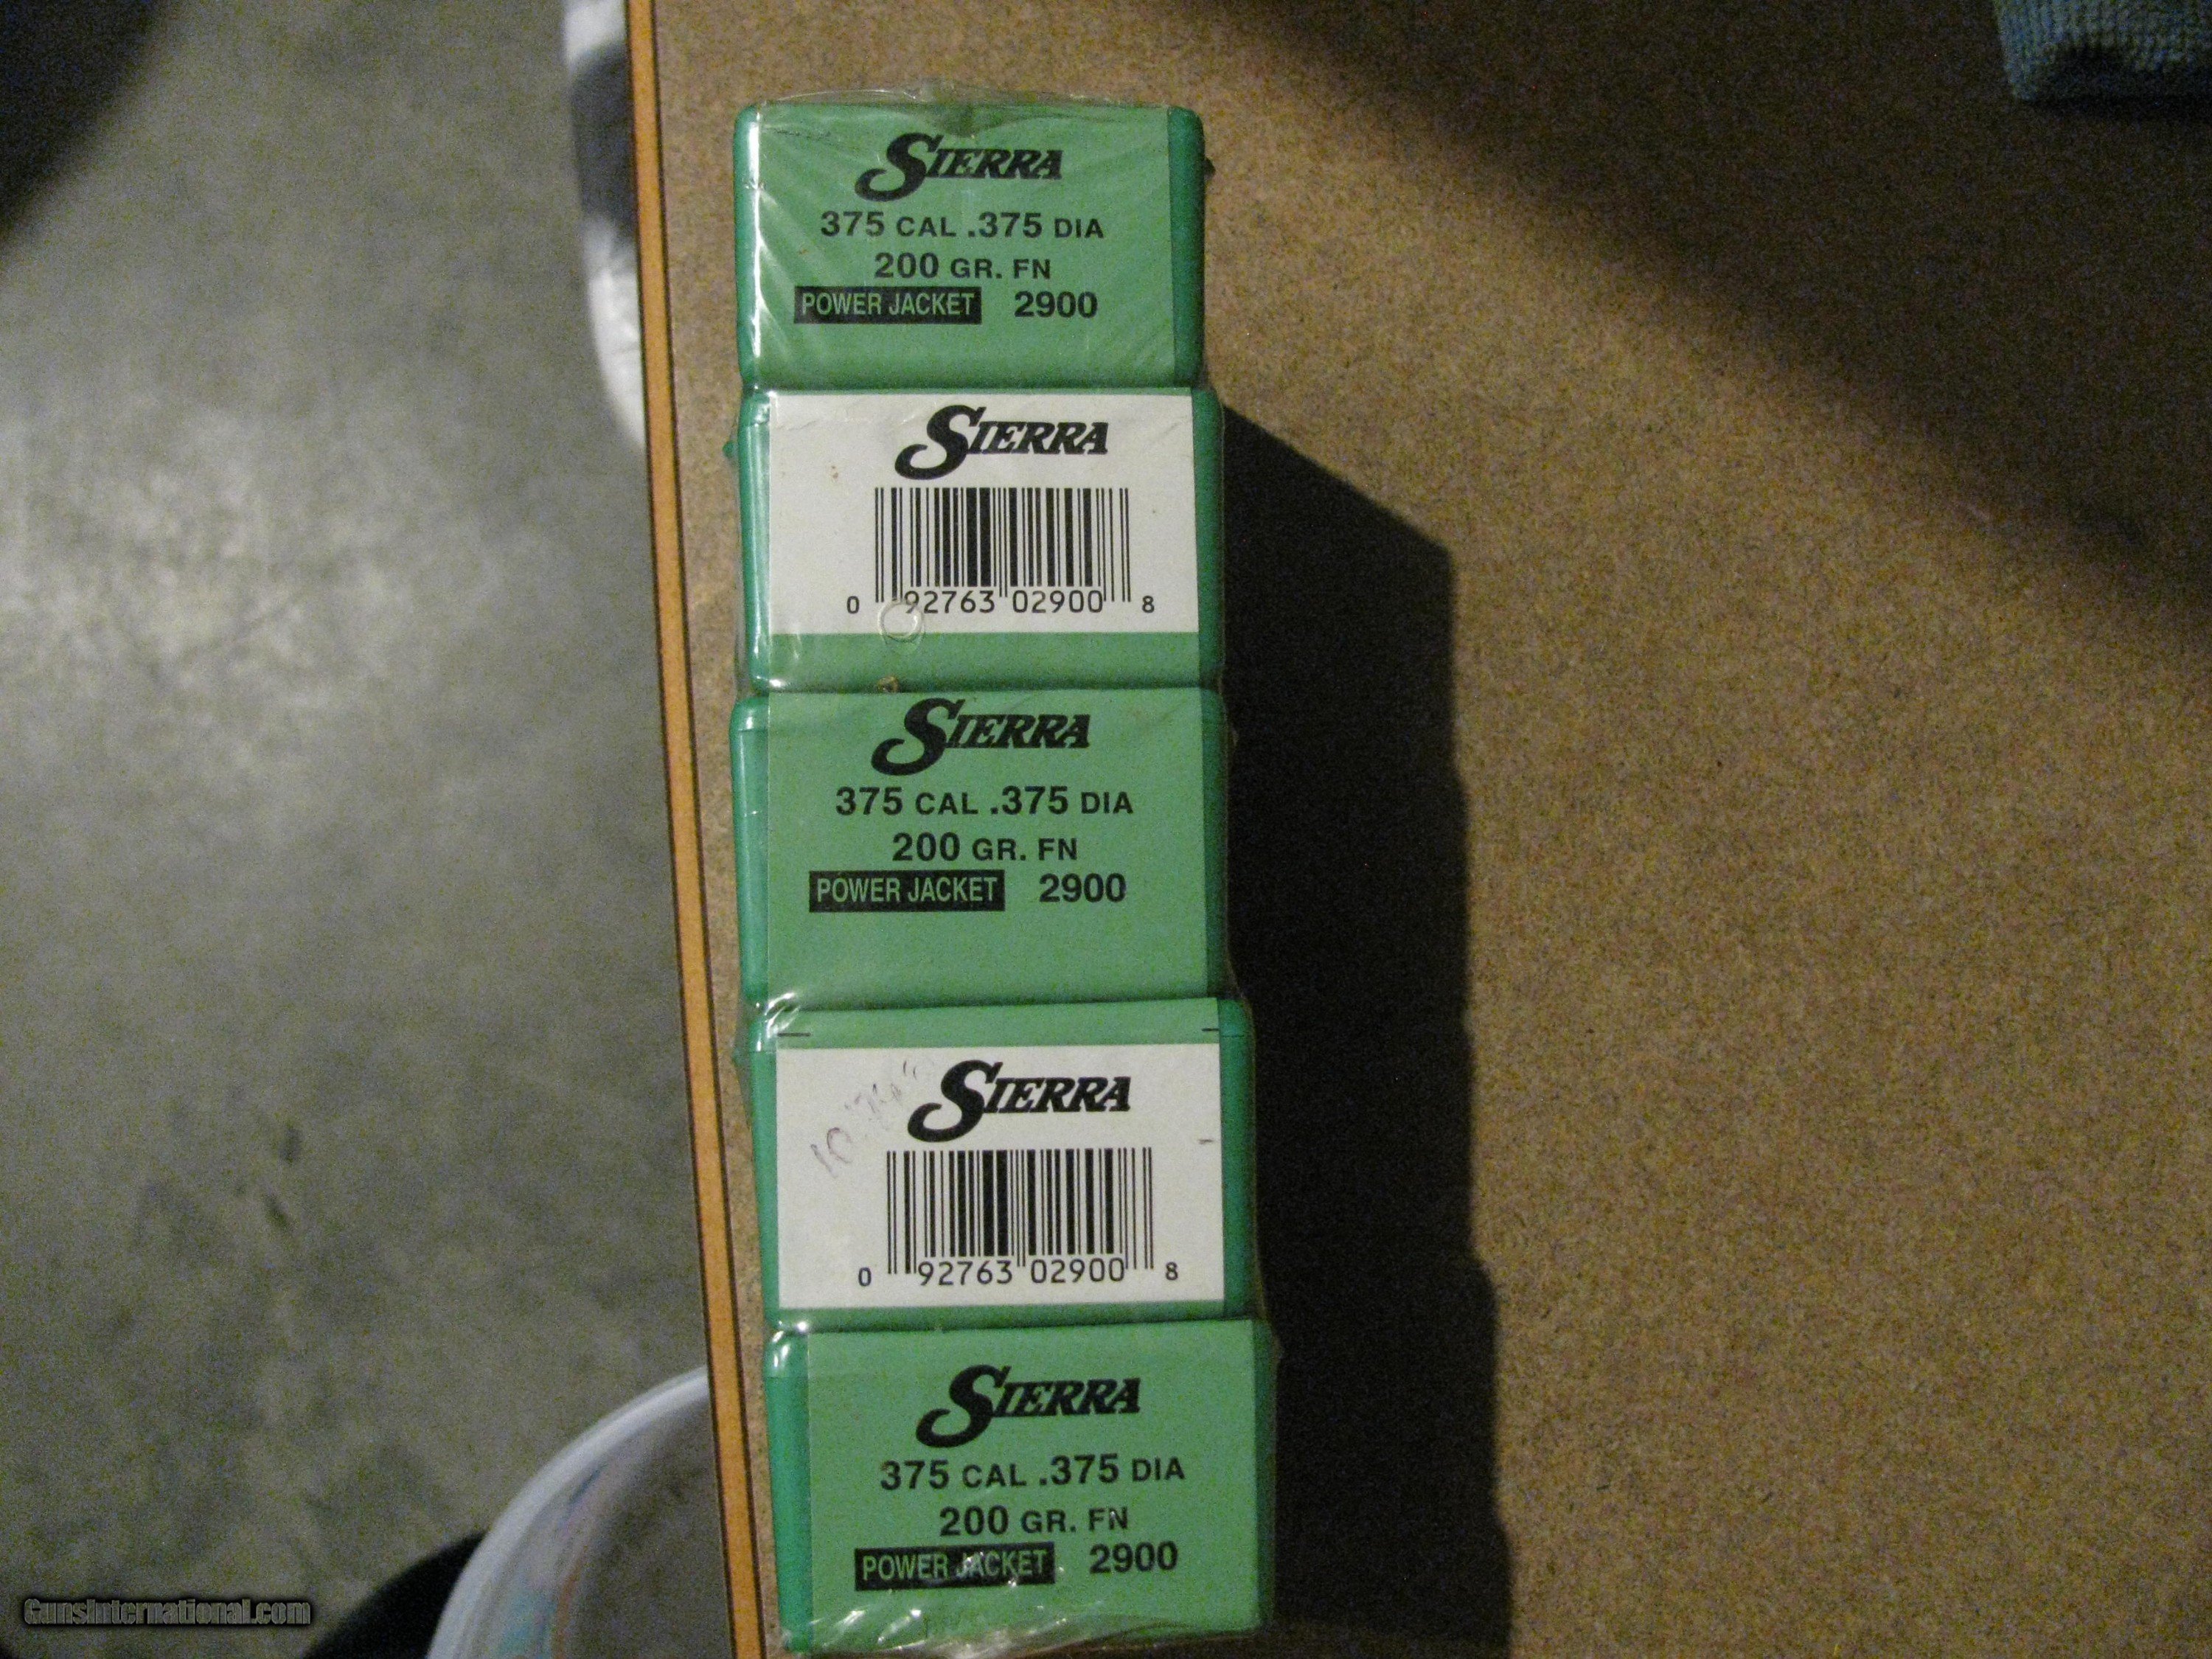 SIERRA
375 CAL .375 DIA
200 GR. FN
POWER JACKET 2900
SIERRA
0 92763 02900 8
SIERRA
375 CAL .375 DIA
200 GR. FN
POWER JACKET 2900
SIERRA
0 92763 02900 8
SIERRA
375 CAL .375 DIA
200 GR. FN
POWER JACKET 2900
GunsInternational.com